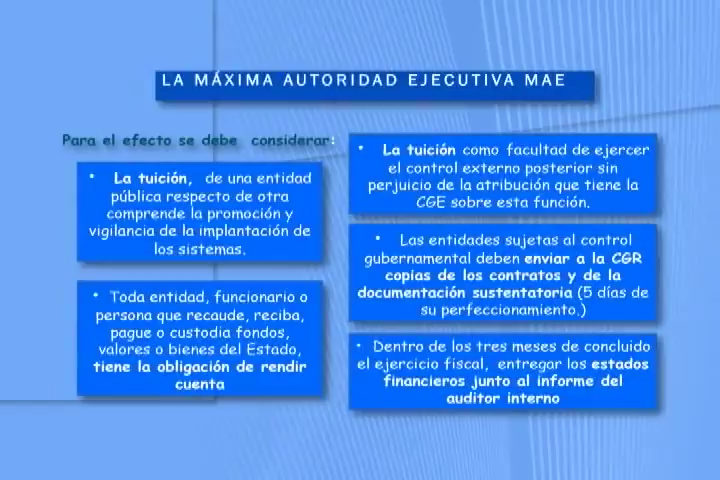 LA MÁXIMA AUTORIDAD EJECUTIVA MAE
Para el efecto se debe considerar:
• La tuición, de una entidad
pública respecto de otra
comprende la promoción y
vigilancia de la implantación de
los sistemas.
• Toda entidad, funcionario o
persona que recaude, reciba,
pague o custodia fondos,
valores o bienes del Estado,
tiene la obligación de rendir
cuenta
• La tuición como facultad de ejercer
el control externo posterior sin
perjuicio de la atribución que tiene la
CGE sobre esta función.
• Las entidades sujetas al control
gubernamental deben enviar a la CGR
copias de los contratos y de la
documentación sustentatoria (5 días de
su perfeccionamiento.)
• Dentro de los tres meses de concluido
el ejercicio fiscal, entregar los estados
financieros junto al informe del
auditor interno